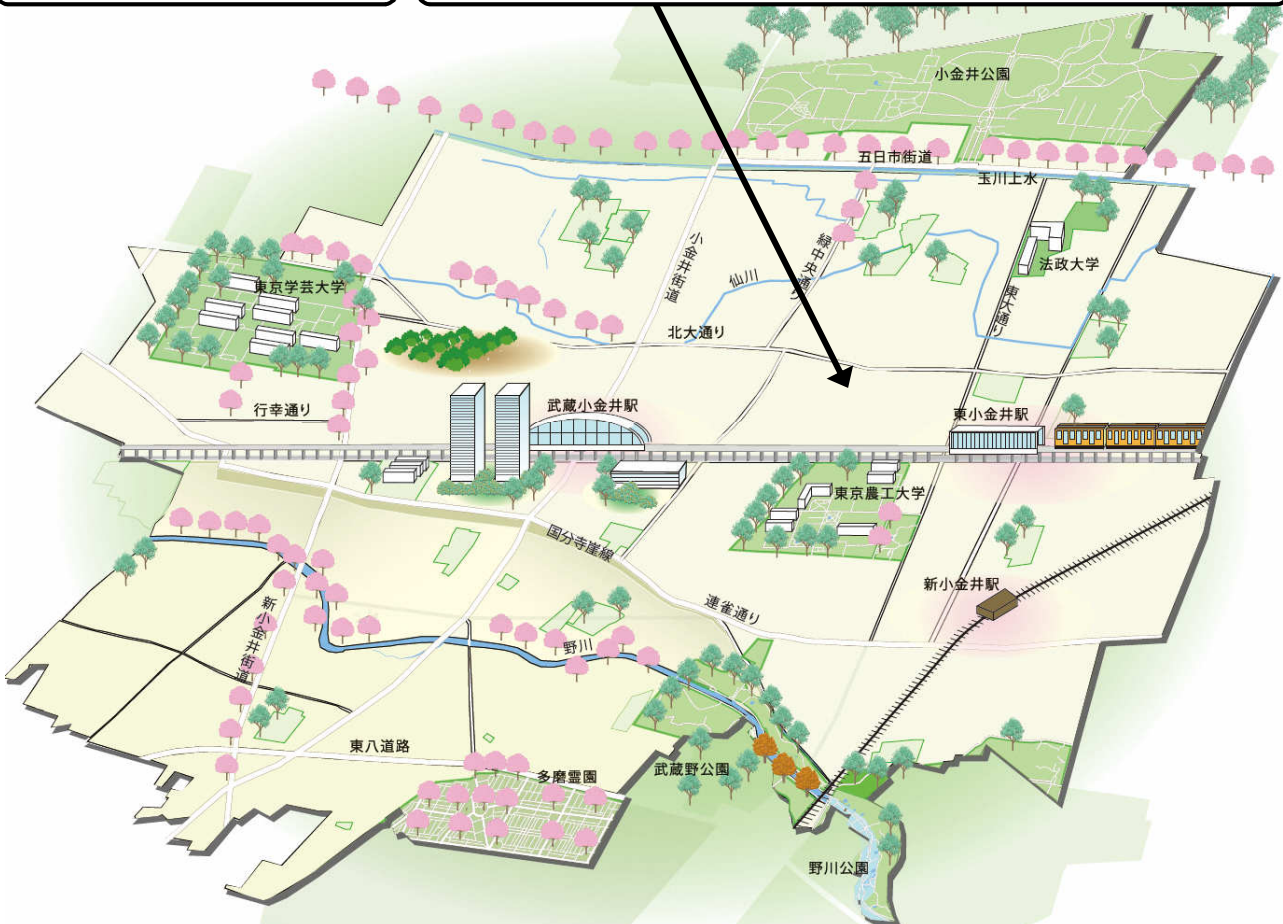 小金井公園
五日市街道
玉川上水
法政大学
小金井街道
緑中央通り
仙川
東大通り
東京学芸大学
北大通り
行幸通り
武蔵小金井駅
東小金井駅
東京農工大学
国分寺崖線
新小金井駅
連雀通り
新小金井街道
野川
東八道路
多磨霊園
武蔵野公園
野川公園